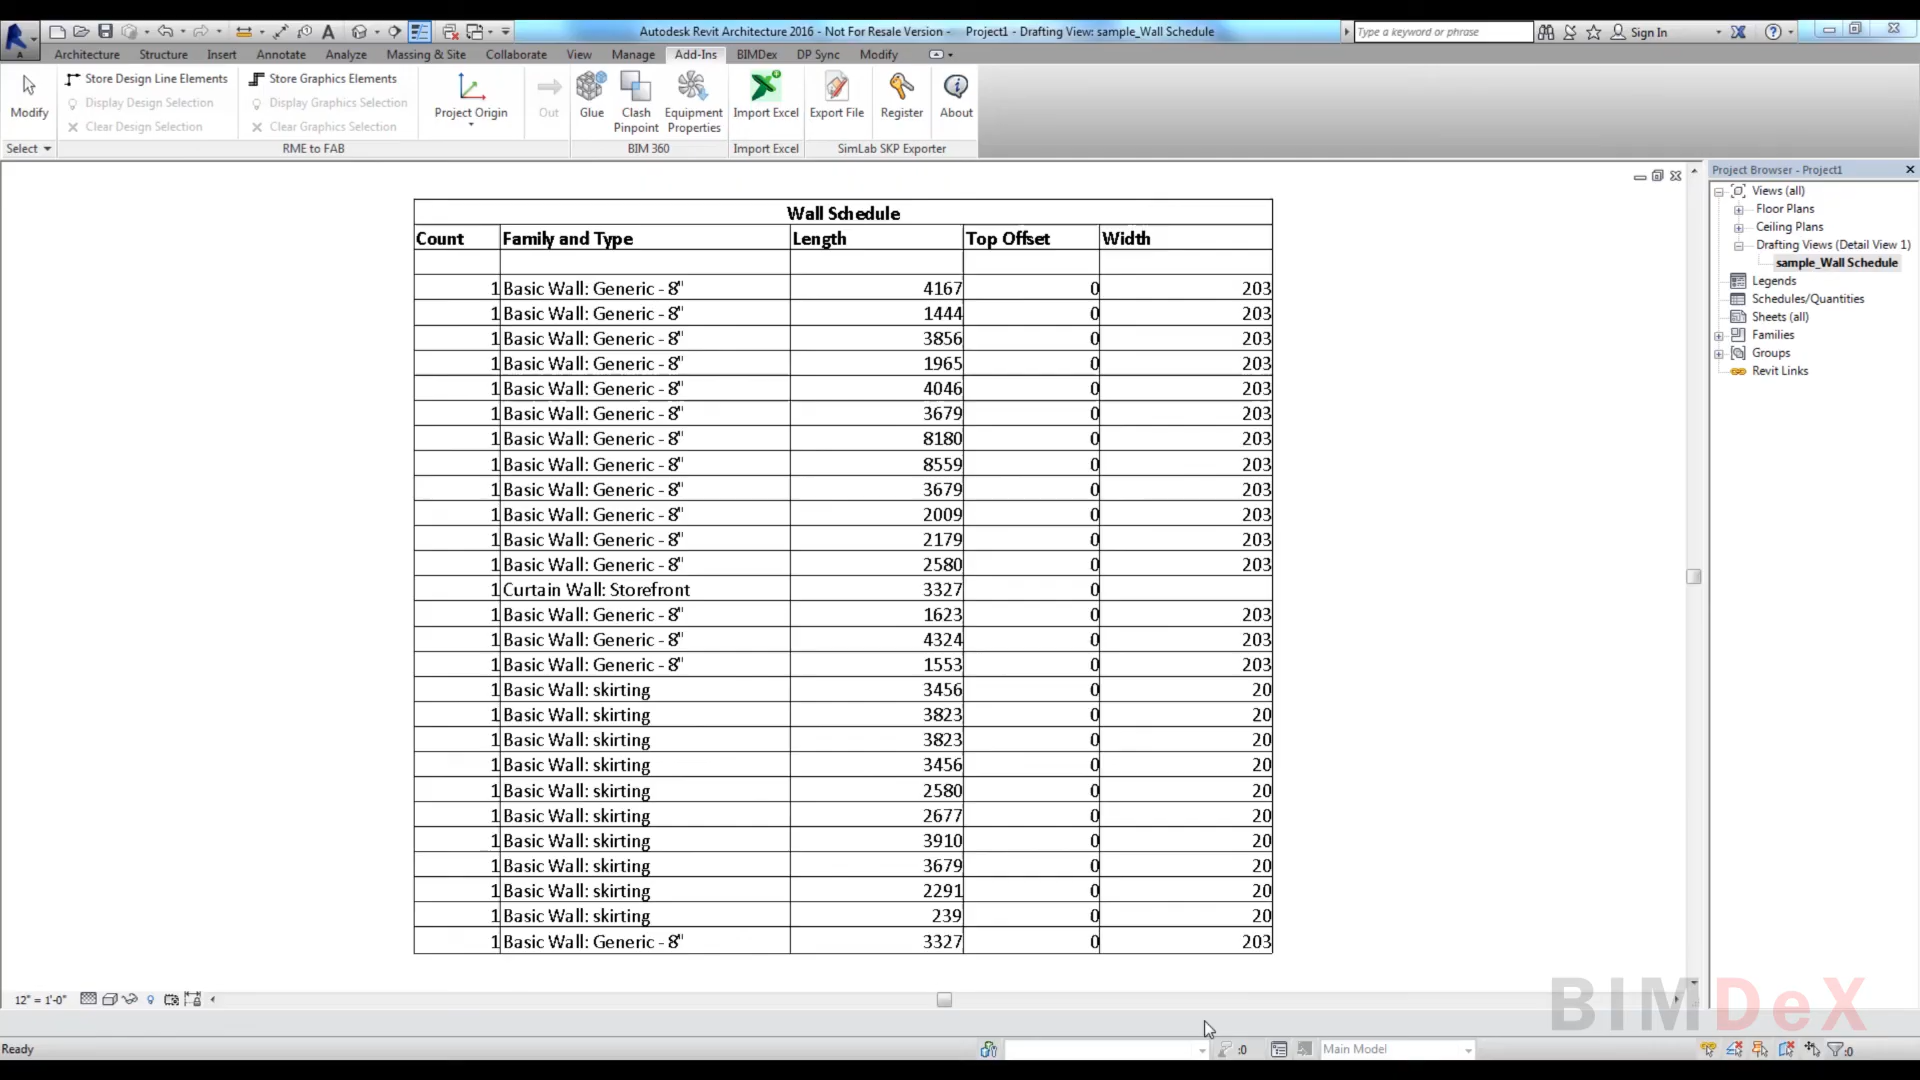 Autodesk Revit Architecture 2016 - Not For Resale Version - Project1 - Drafting View: sample_Wall Schedule
Type a keyword or phrase
Sign In
Architecture Structure Insert Annotate Analyze Massing & Site Collaborate View Manage Add-Ins BIMDex DP Sync Modify
Modify
Select
Store Design Line Elements
Display Design Selection
Clear Design Selection
Store Graphics Elements
Display Graphics Selection
Clear Graphics Selection
RME to FAB
Project Origin
Out
Glue
Clash
Pinpoint
Equipment
Properties
BIM 360
Import Excel
Import Excel
Export File
Register
About
SimLab SKP Exporter
Wall Schedule
Count Family and Type Length Top Offset Width
1 Basic Wall: Generic - 8" 4167 0 203
1 Basic Wall: Generic - 8" 1444 0 203
1 Basic Wall: Generic - 8" 3856 0 203
1 Basic Wall: Generic - 8" 1965 0 203
1 Basic Wall: Generic - 8" 4046 0 203
1 Basic Wall: Generic - 8" 3679 0 203
1 Basic Wall: Generic - 8" 8180 0 203
1 Basic Wall: Generic - 8" 8559 0 203
1 Basic Wall: Generic - 8" 3679 0 203
1 Basic Wall: Generic - 8" 2009 0 203
1 Basic Wall: Generic - 8" 2179 0 203
1 Basic Wall: Generic - 8" 2580 0 203
1 Curtain Wall: Storefront 3327 0
1 Basic Wall: Generic - 8" 1623 0 203
1 Basic Wall: Generic - 8" 4324 0 203
1 Basic Wall: Generic - 8" 1553 0 203
1 Basic Wall: skirting 3456 0 20
1 Basic Wall: skirting 3823 0 20
1 Basic Wall: skirting 3823 0 20
1 Basic Wall: skirting 3456 0 20
1 Basic Wall: skirting 2580 0 20
1 Basic Wall: skirting 2677 0 20
1 Basic Wall: skirting 3910 0 20
1 Basic Wall: skirting 3679 0 20
1 Basic Wall: skirting 2291 0 20
1 Basic Wall: skirting 239 0 20
1 Basic Wall: Generic - 8" 3327 0 203
Project Browser - Project1
Views (all)
Floor Plans
Ceiling Plans
Drafting Views (Detail View 1)
sample_Wall Schedule
Legends
Schedules/Quantities
Sheets (all)
Families
Groups
Revit Links
12" = 1'-0"
BIMDeX
Ready
:0
Main Model
:0